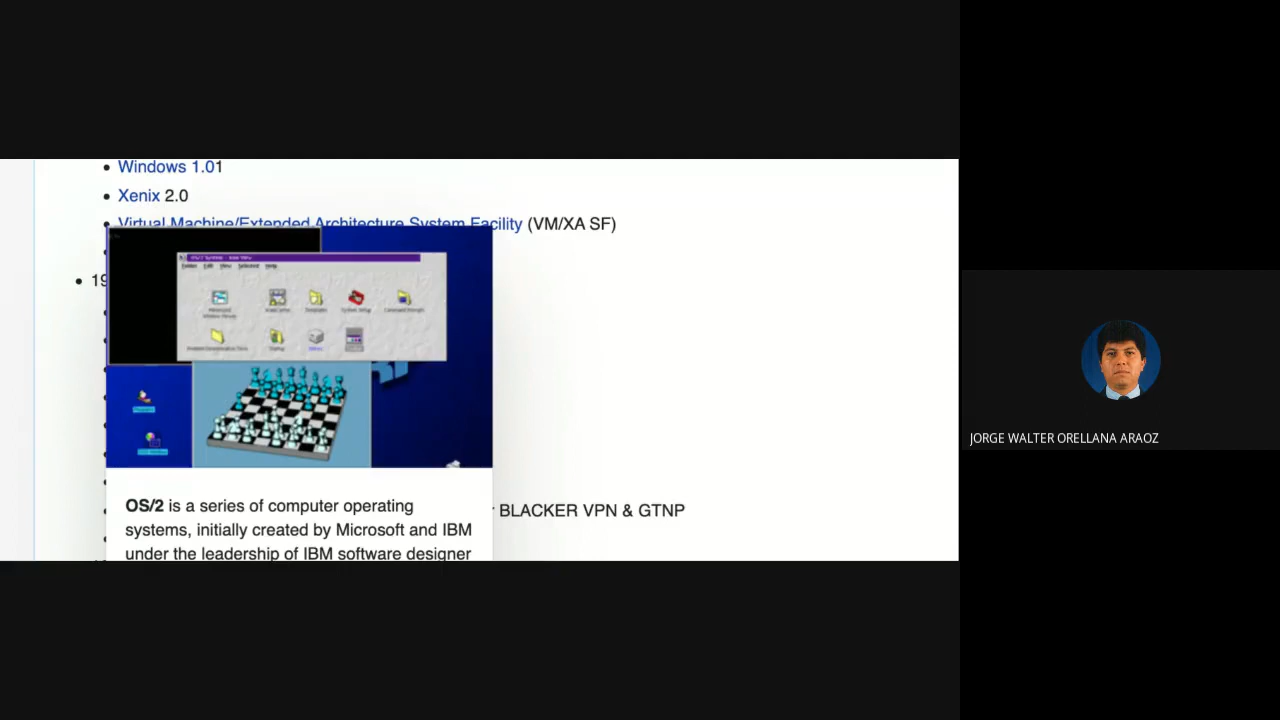 Windows 1.01
Xenix 2.0
Virtual Machine/Extended Architecture System Facility (VM/XA SF)
19
BLACKER VPN & GTNP
OS/2 is a series of computer operating
systems, initially created by Microsoft and IBM
under the leadership of IBM software designer
JORGE WALTER ORELLANA ARAOZ